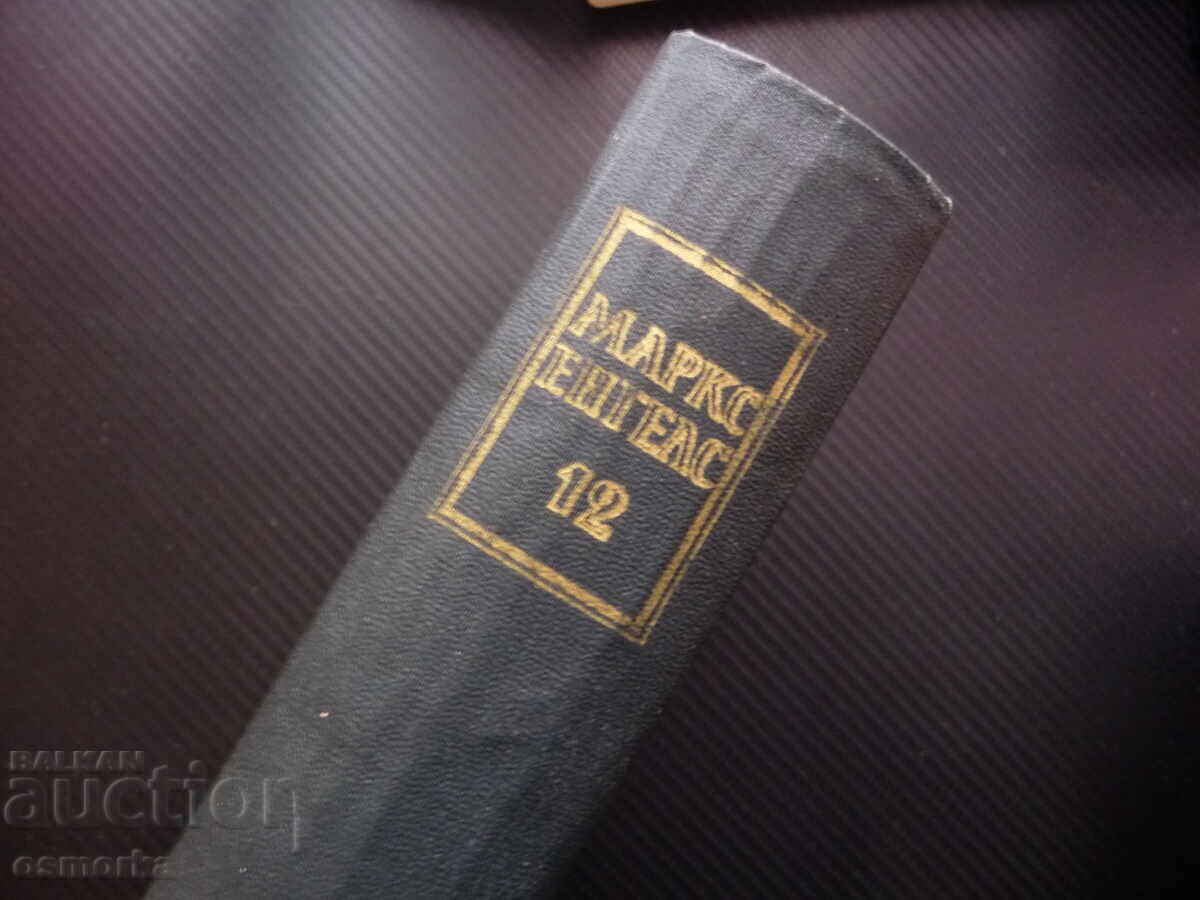 МАРКС
ЕНГЕЛС
12
BALKAN
auction
osmorka